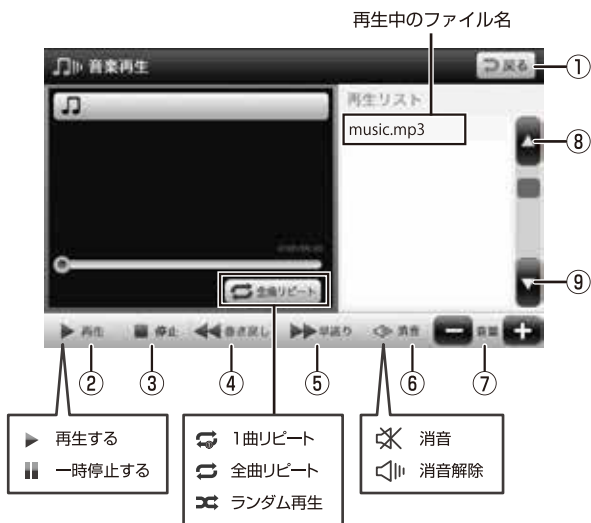 再生中のファイル名
音楽再生
戻る
①
再生リスト
music.mp3
⑧
全曲リピート
⑨
再生
停止
巻き戻し
早送り
消音
音量
②
③
④
⑤
⑥
⑦
再生する
一時停止する
1曲リピート
全曲リピート
ランダム再生
消音
消音解除